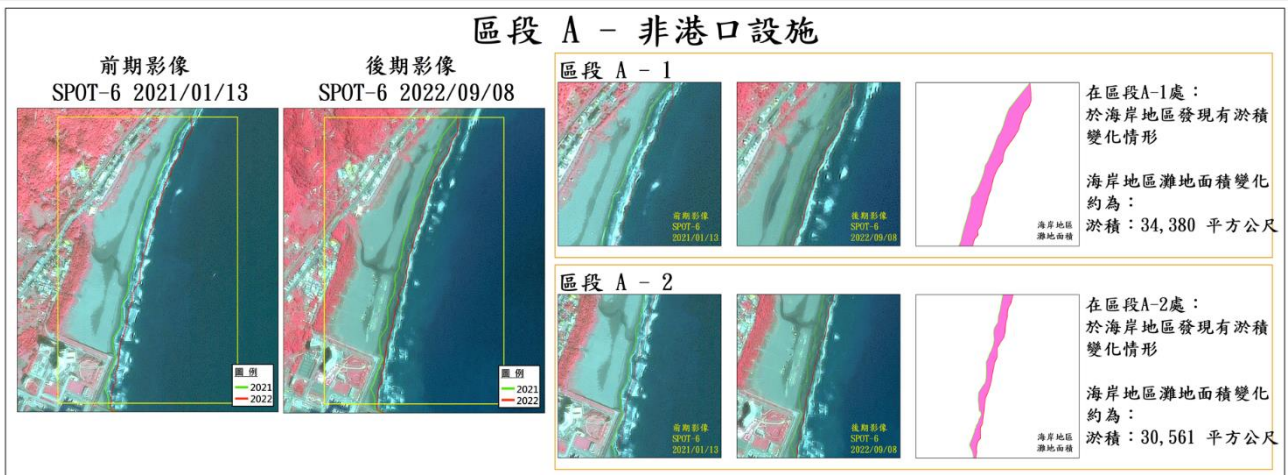 區段 A - 非港口設施
前期影像
SPOT-6 2021/01/13
後期影像
SPOT-6 2022/09/08
圖 例
2021
2022
圖 例
2021
2022
區段 A - 1
前期影像
SPOT-6
2021/01/13
後期影像
SPOT-6
2022/09/08
海岸地區
灘地面積
在區段A-1處：
於海岸地區發現有淤積
變化情形
海岸地區灘地面積變化
約為：
淤積：34,380 平方公尺
區段 A - 2
前期影像
SPOT-6
2021/01/13
後期影像
SPOT-6
2022/09/08
海岸地區
灘地面積
在區段A-2處：
於海岸地區發現有淤積
變化情形
海岸地區灘地面積變化
約為：
淤積：30,561 平方公尺